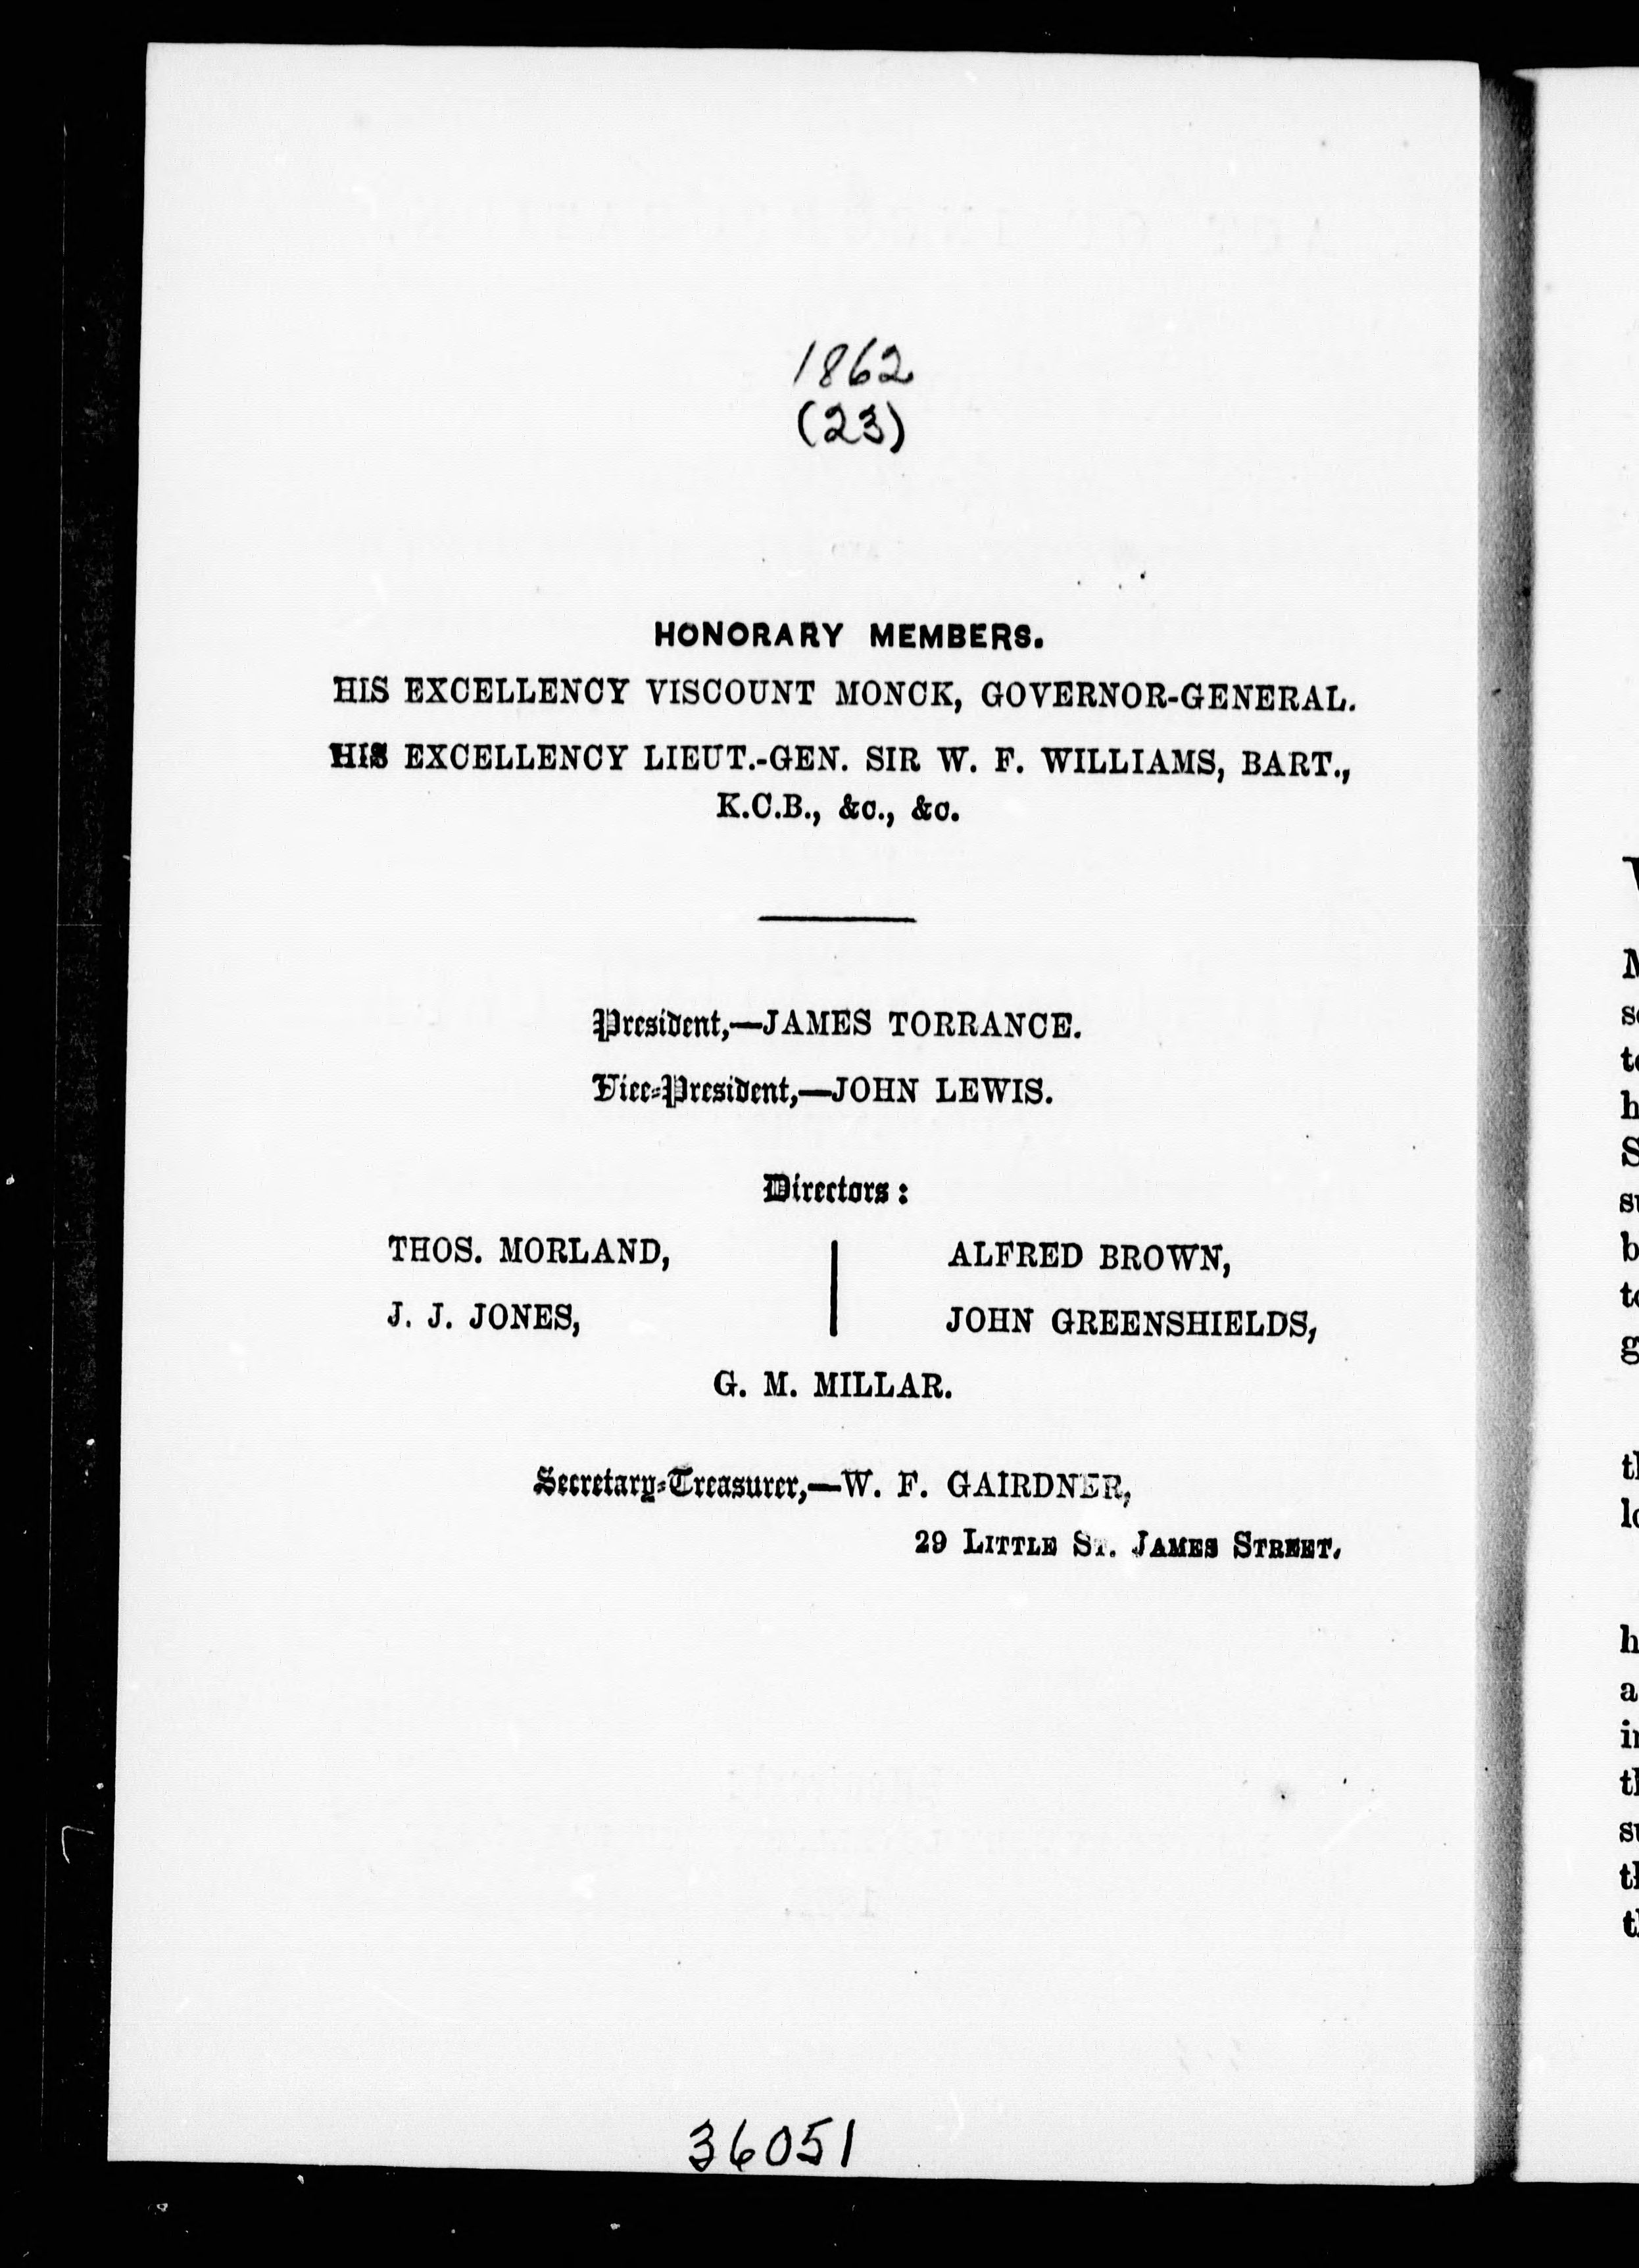 1862
(23)
HONORARY MEMBERS.
HIS EXCELLENCY VISCOUNT MONCK, GOVERNOR-GENERAL.
HIS EXCELLENCY LIEUT.-GEN. SIR W. F. WILLIAMS, BART.,
K.C.B., &c., &c.
President,—JAMES TORRANCE.
Vice-President,—JOHN LEWIS.
Directors:
THOS. MORLAND,
J. J. JONES,
ALFRED BROWN,
JOHN GREENSHIELDS,
G. M. MILLAR.
Secretary-Treasurer,—W. F. GAIRDNER,
29 LITTLE ST. JAMES STREET.
36051